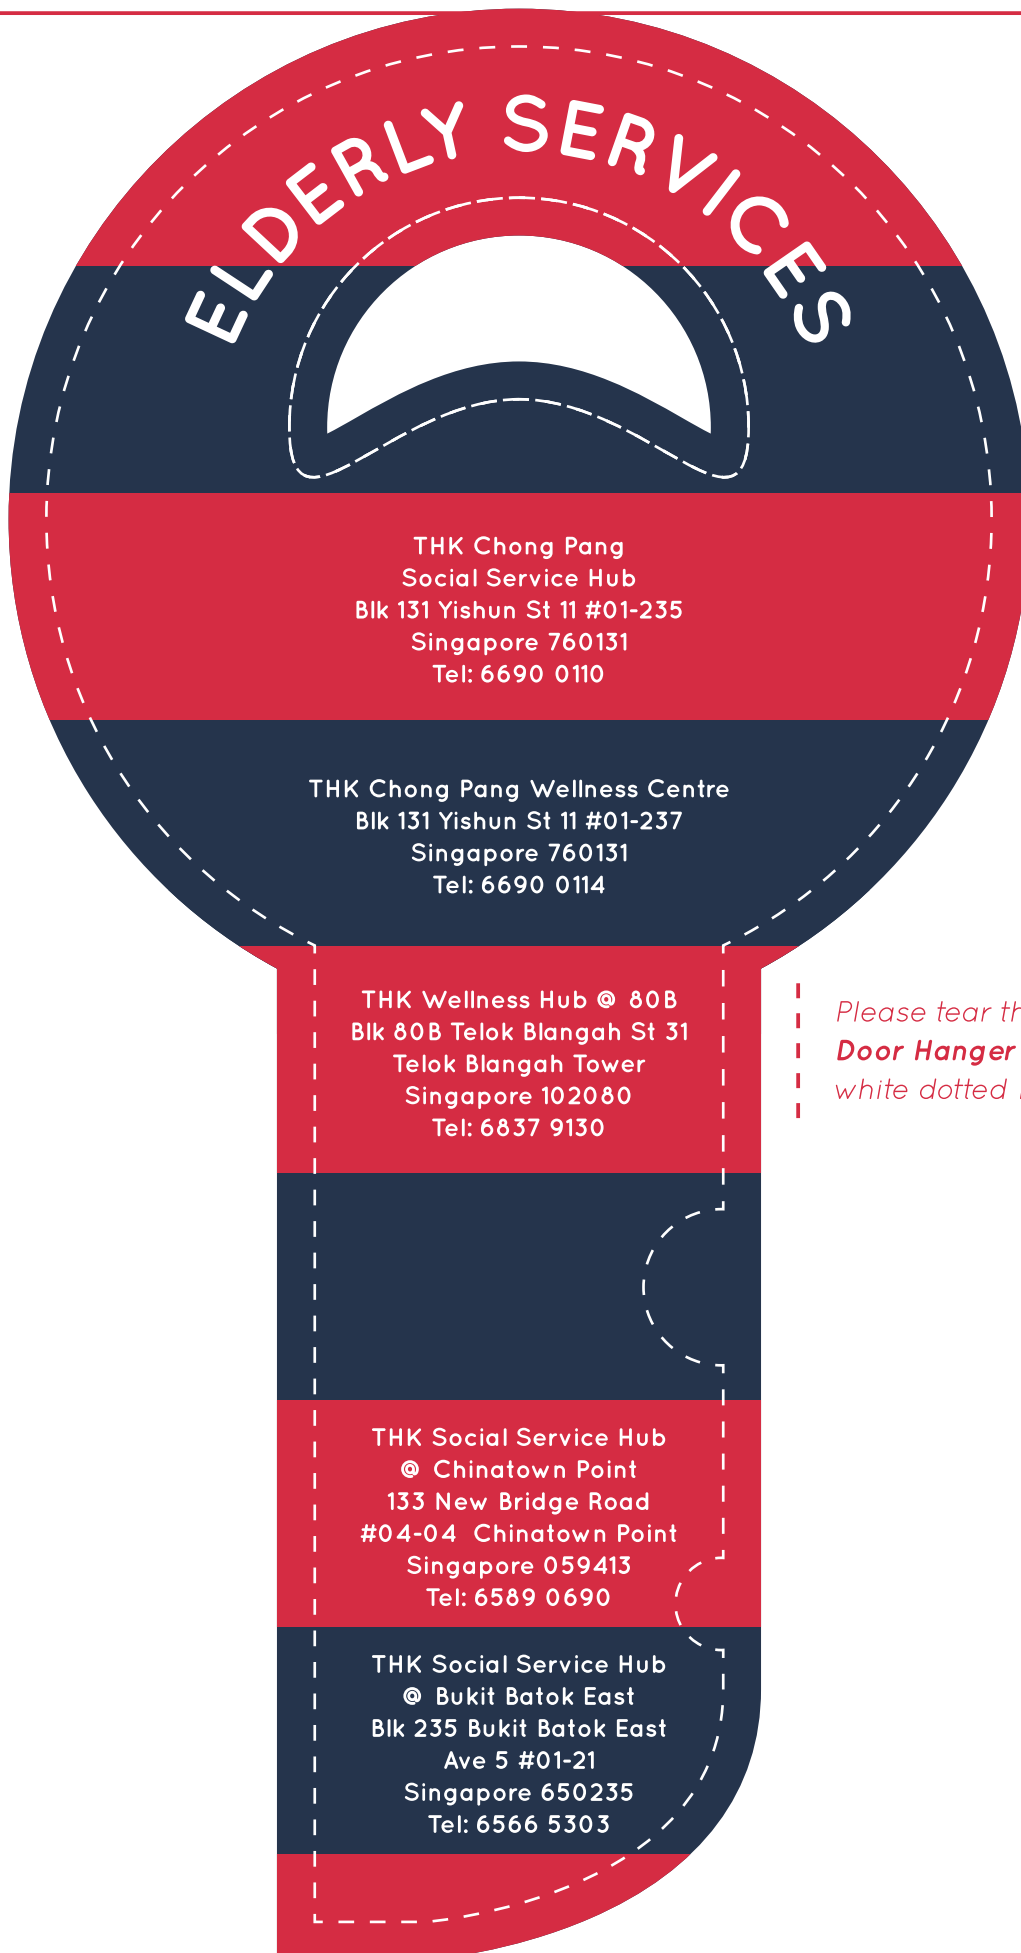 ELDERLY SERVICES
THK Chong Pang
Social Service Hub
Blk 131 Yishun St 11 #01-235
Singapore 760131
Tel: 6690 0110
THK Chong Pang Wellness Centre
Blk 131 Yishun St 11 #01-237
Singapore 760131
Tel: 6690 0114
THK Wellness Hub @ 80B
Blk 80B Telok Blangah St 31
Telok Blangah Tower
Singapore 102080
Tel: 6837 9130
Please tear
Door Hanger
white dotted
THK Social Service Hub
@ Chinatown Point
133 New Bridge Road
#04-04 Chinatown Point
Singapore 059413
Tel: 6589 0690
THK Social Service Hub
@ Bukit Batok East
Blk 235 Bukit Batok East
Ave 5 #01-21
Singapore 650235
Tel: 6566 5303